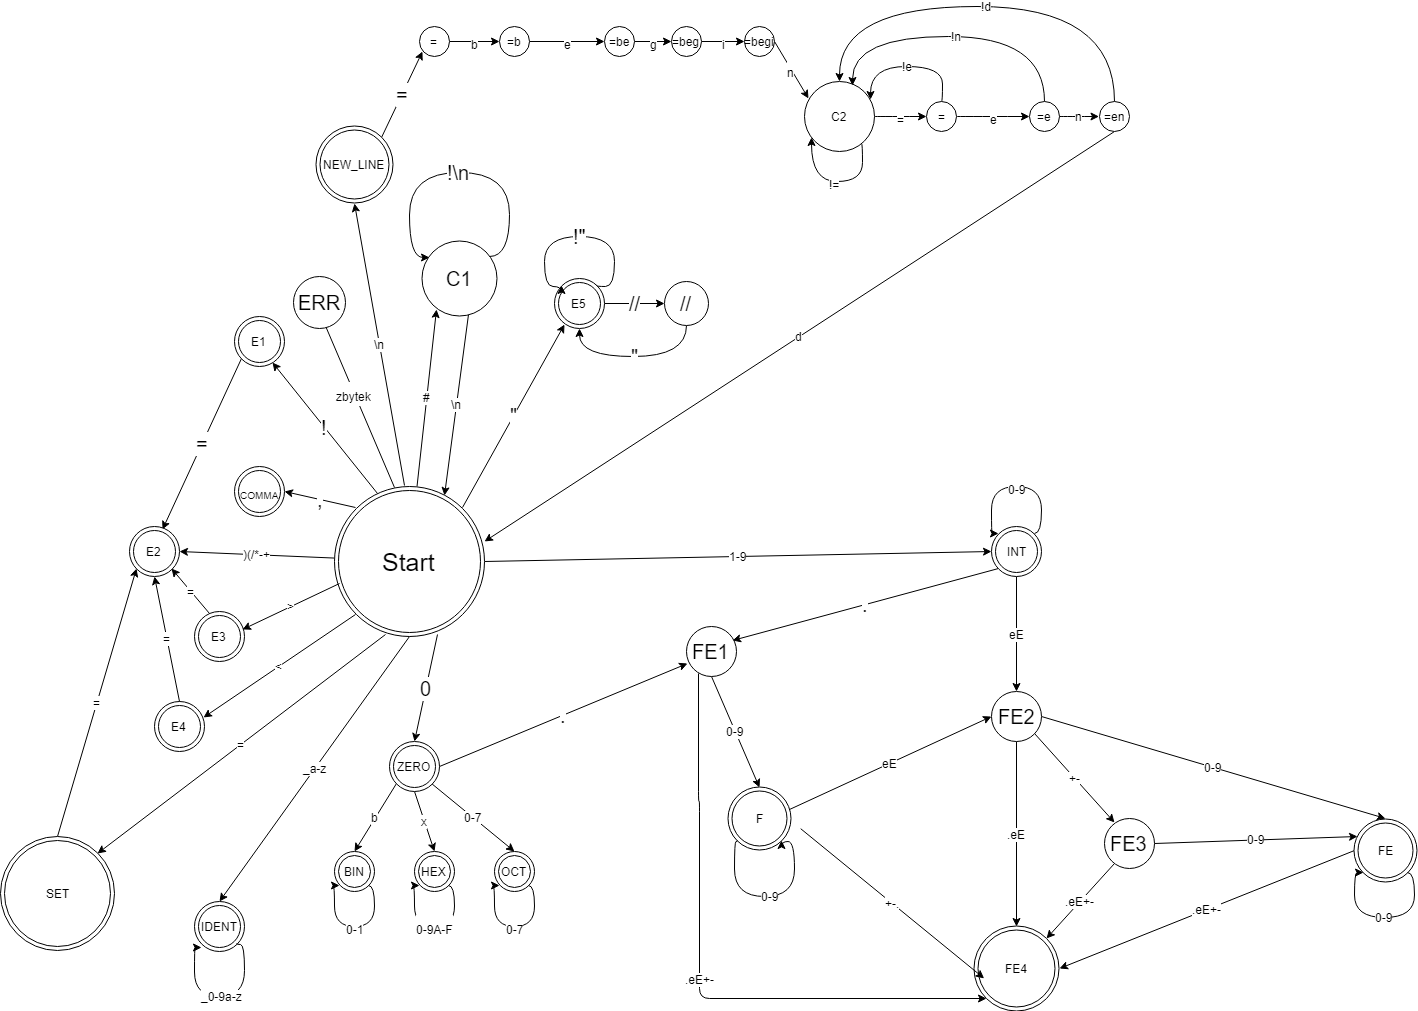 !d
!n
= b =b e =be g =beg i =begi
n
!e
=
C2 = = e =e n =en
!=
NEW_LINE
!\n
C1
!"
E5 // //
"
ERR
\n
d
E1
zbytek # \n
"
!
=
COMMA ,
0-9
E2 )(/*-+ Start 1-9 INT
= >
E3
. eE
= <
FE1
0
= E4 = . 0-9 FE2
_a-z ZERO eE +- 0-9
b x 0-7 F .eE FE3 0-9 FE
BIN HEX OCT
SET 0-9 +- .eE+- .eE+- 0-9
IDENT 0-1 0-9A-F 0-7
.eE+- FE4
_0-9a-z